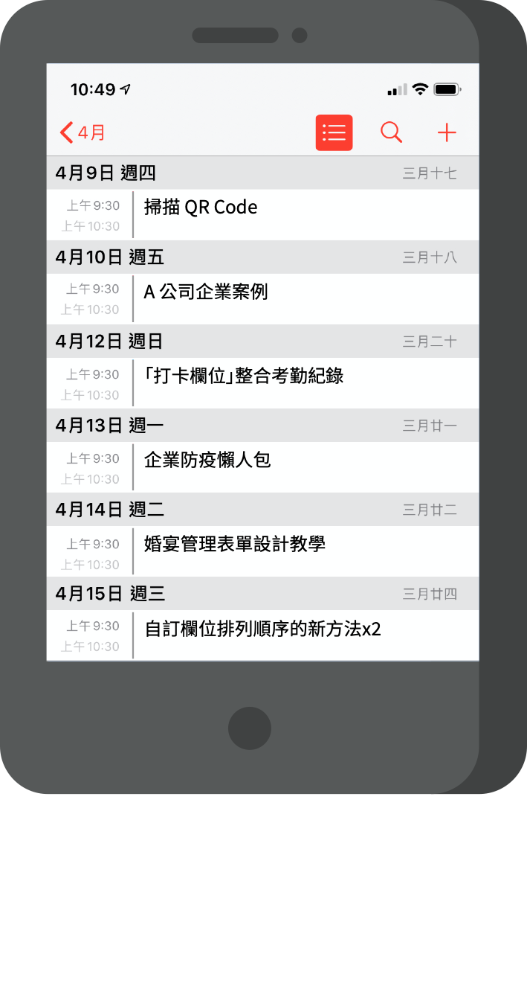 10:49
4月
4月9日 週四 三月十七
上午9:30 掃描 QR Code
上午10:30
4月10日 週五 三月十八
上午9:30 A 公司企業案例
上午10:30
4月12日 週日 三月二十
上午9:30 「打卡欄位」整合考勤紀錄
上午10:30
4月13日 週一 三月廿一
上午9:30 企業防疫懶人包
上午10:30
4月14日 週二 三月廿二
上午9:30 婚宴管理表單設計教學
上午10:30
4月15日 週三 三月廿四
上午9:30 自訂欄位排列順序的新方法x2
上午10:30